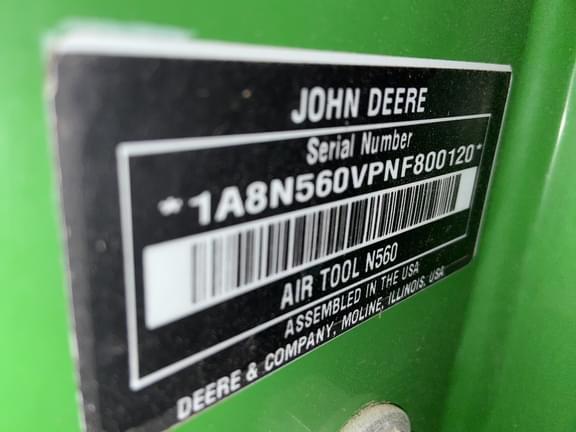 JOHN DEERE
Serial Number
*1A8N560VPNF800120*
AIR TOOL N560
ASSEMBLED IN THE USA
DEERE & COMPANY, MOLINE, ILLINOIS, USA